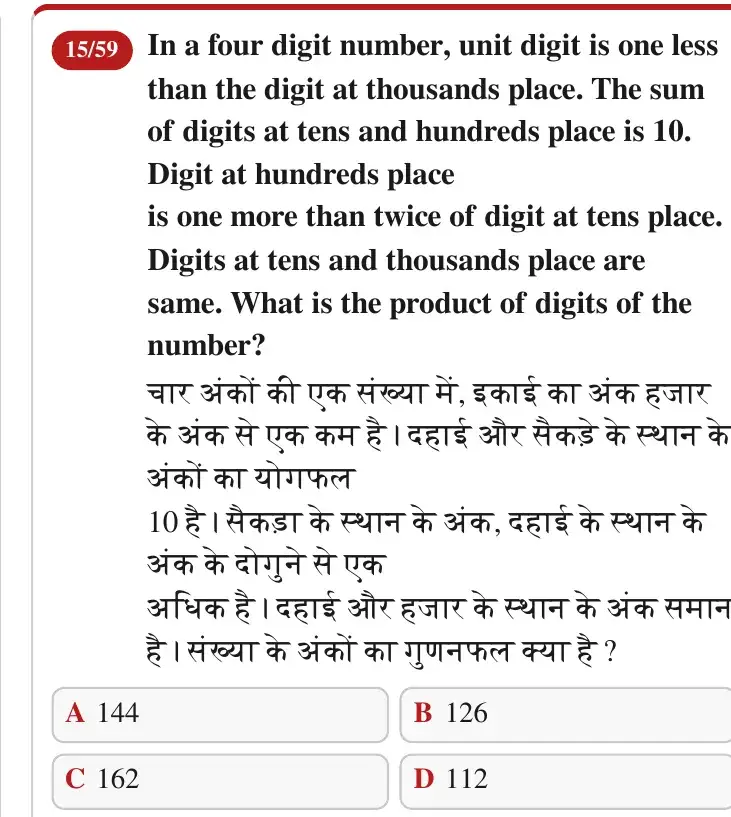 15/59 In a four digit number, unit digit is one less
than the digit at thousands place. The sum
of digits at tens and hundreds place is 10.
Digit at hundreds place
is one more than twice of digit at tens place.
Digits at tens and thousands place are
same. What is the product of digits of the
number?
चार अंकों की एक संख्या में, इकाई का अंक हजार
के अंक से एक कम है। दहाई और सैकड़े के स्थान के
अंकों का योगफल
10 है। सैकड़ा के स्थान के अंक, दहाई के स्थान के
अंक के दोगुने से एक
अधिक है। दहाई और हजार के स्थान के अंक समान
है। संख्या के अंकों का गुणनफल क्या है ?
A 144
B 126
C 162
D 112